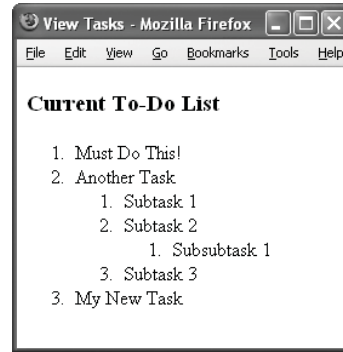 View Tasks - Mozilla Firefox
File Edit View Go Bookmarks Tools Help
Current To-Do List
1. Must Do This!
2. Another Task
1. Subtask 1
2. Subtask 2
1. Subsubtask 1
3. Subtask 3
3. My New Task